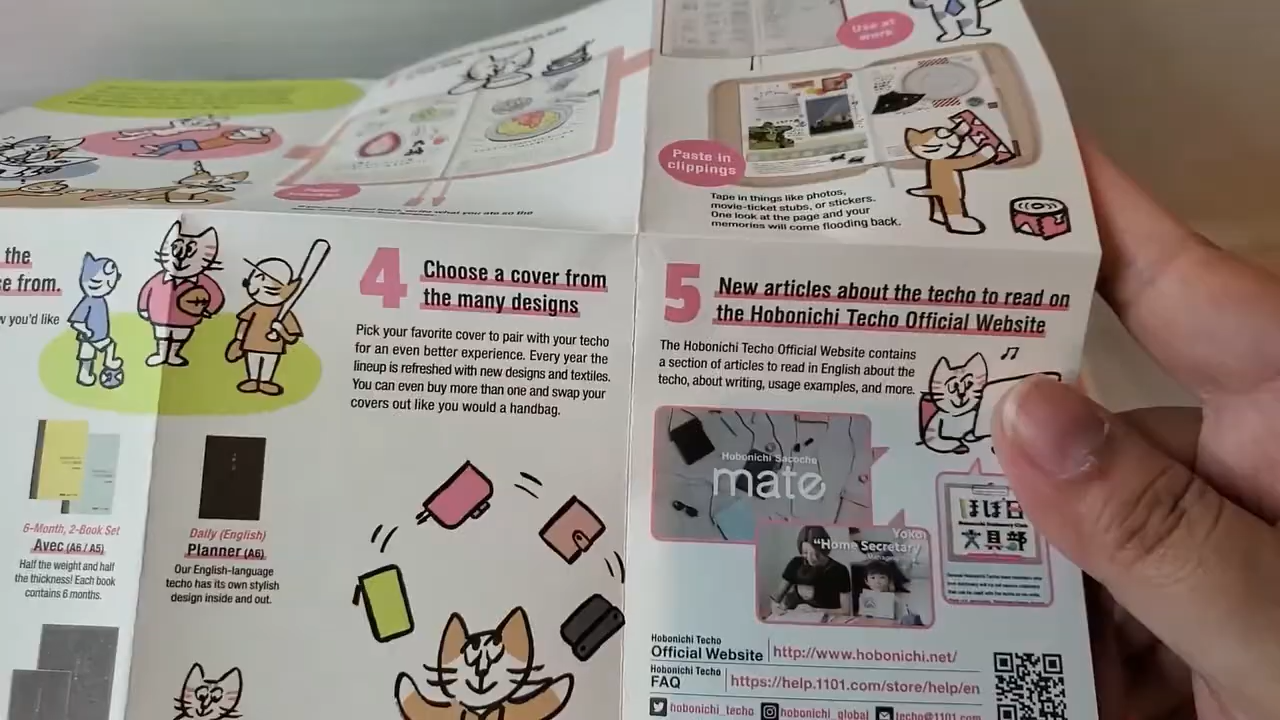 Use at
work
Paste in
clippings
Tape in things like photos,
movie-ticket stubs, or stickers.
One look at the page and your
memories will come flooding back.
the
se from.
w you'd like
6-Month, 2-Book Set
Avec (A6 / A5)
Half the weight and half
the thickness! Each book
contains 6 months.
Daily (English)
Planner (A6)
Our English-language
techo has its own stylish
design inside and out.
4
Choose a cover from
the many designs
Pick your favorite cover to pair with your techo
for an even better experience. Every year the
lineup is refreshed with new designs and textiles.
You can even buy more than one and swap your
covers out like you would a handbag.
5
New articles about the techo to read on
the Hobonichi Techo Official Website
The Hobonichi Techo Official Website contains
a section of articles to read in English about the
techo, about writing, usage examples, and more.
Hobonichi Sacoche
mate
"Home Secretary
ほぼ日
文具部
Hobonichi Techo
Official Website
http://www.hobonichi.net/
Hobonichi Techo
FAQ
https://help.1101.com/store/help/en
hobonichi_techo
hobonichi_global
techo@1101.com